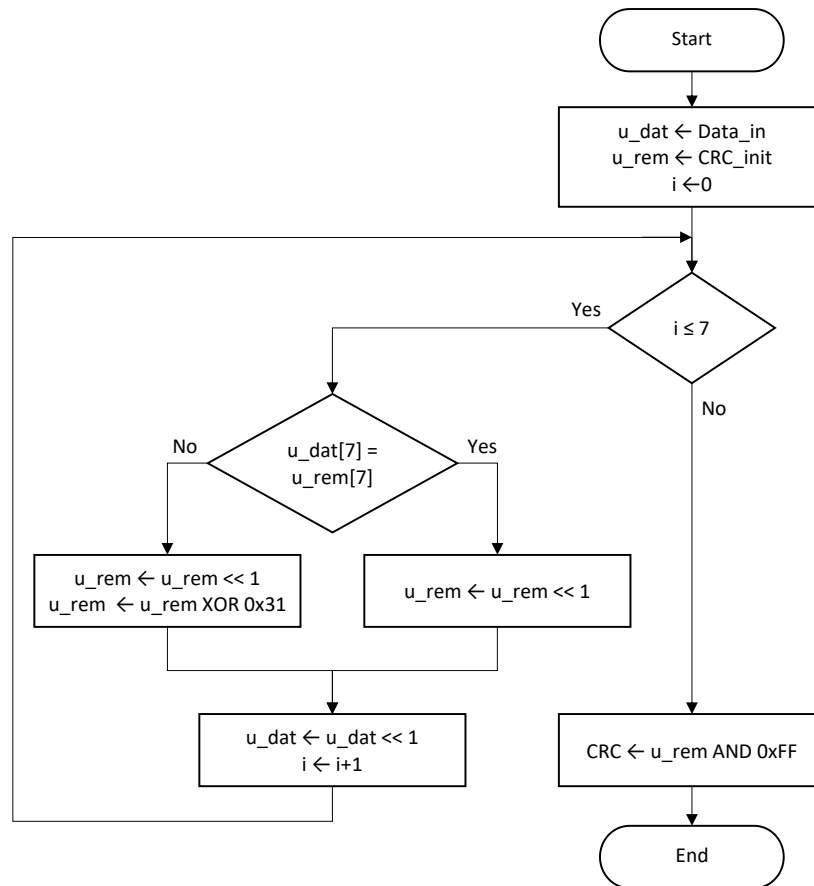 Start
u_dat ← Data_in
u_rem ← CRC_init
i ←0
Yes
i ≤ 7
No
No
u_dat[7] =
u_rem[7]
Yes
u_rem ← u_rem << 1
u_rem ← u_rem XOR 0x31
u_rem ← u_rem << 1
u_dat ← u_dat << 1
i ← i+1
CRC ← u_rem AND 0xFF
End